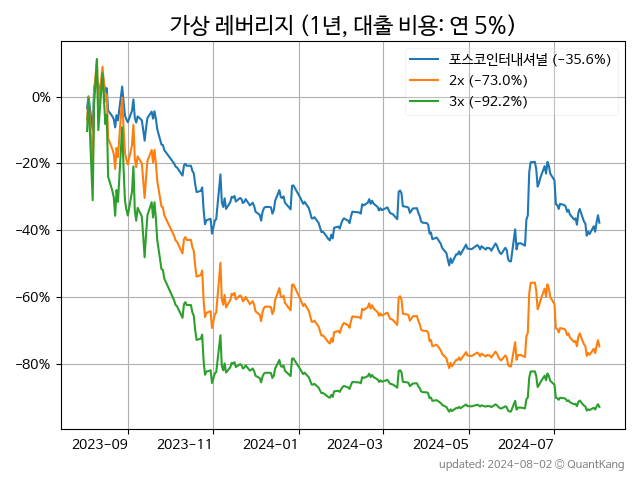 가상 레버리지 (1년, 대출 비용: 연 5%)
포스코인터내셔널 (−35.6%)
2x (−73.0%)
3x (−92.2%)
0%
−20%
−40%
−60%
−80%
2023-09 2023-11 2024-01 2024-03 2024-05 2024-07
updated: 2024-08-02 © QuantKang